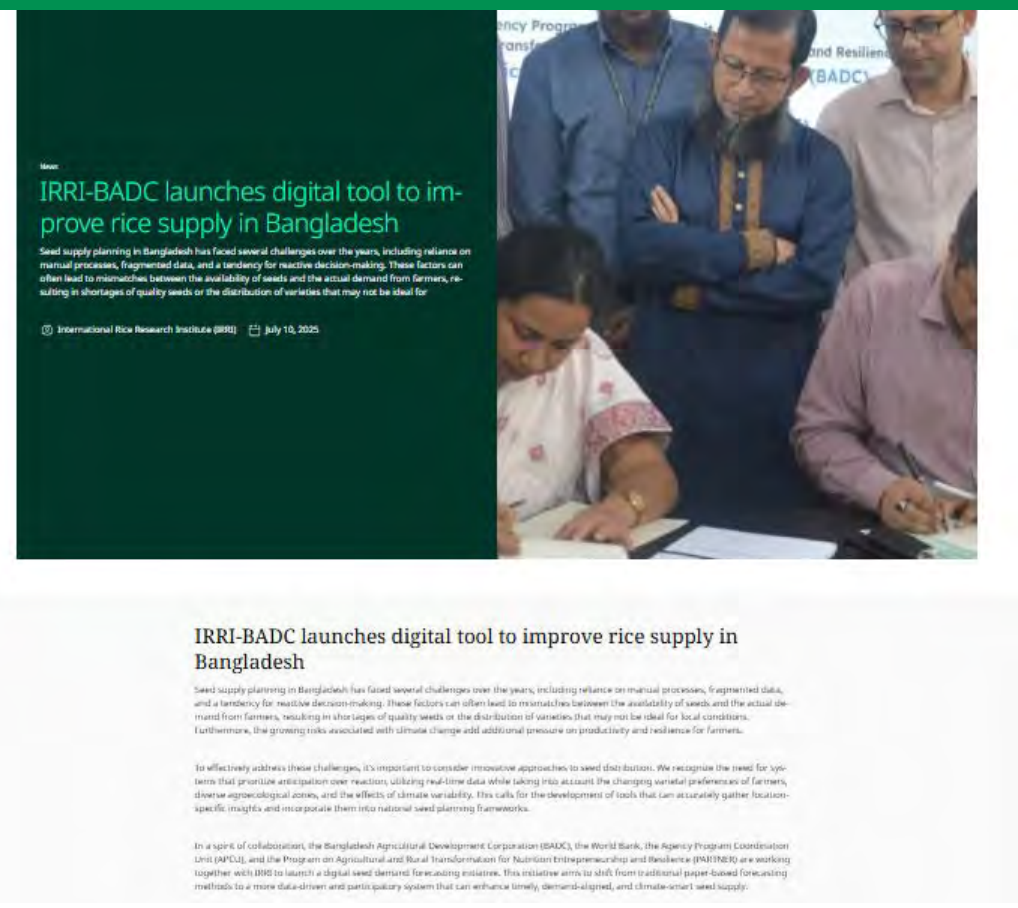 News
IRRI-BADC launches digital tool to im-
prove rice supply in Bangladesh
Seed supply planning in Bangladesh has faced several challenges over the years, including reliance on
manual processes, fragmented data, and a tendency for reactive decision-making. These factors can
often lead to mismatches between the availability of seeds and the actual demand from farmers, re-
sulting in shortages of quality seeds or the distribution of varieties that may not be ideal for
International Rice Research Institute (IRRI) July 10, 2025
and Resilien
(BADC)
IRRI-BADC launches digital tool to improve rice supply in
Bangladesh
Seed supply planning in Bangladesh has faced several challenges over the years, including reliance on manual processes, fragmented data,
and a tendency for reactive decision-making. These factors can often lead to mismatches between the availability of seeds and the actual de-
mand from farmers, resulting in shortages of quality seeds or the distribution of varieties that may not be ideal for local conditions.
Furthermore, the growing risks associated with climate change add additional pressure on productivity and resilience for farmers.
To effectively address these challenges, it's important to consider innovative approaches to seed distribution. We recognize the need for sys-
tems that prioritize anticipation over reaction, utilizing real-time data while taking into account the changing varietal preferences of farmers,
diverse agroecological zones, and the effects of climate variability. This calls for the development of tools that can accurately gather location-
specific insights and incorporate them into national seed planning frameworks.
In a spirit of collaboration, the Bangladesh Agricultural Development Corporation (BADC), the World Bank, the Agency Program Coordination
Unit (APCU), and the Program on Agricultural and Rural Transformation for Nutrition Entrepreneurship and Resilience (PARTNER) are working
together with IRRI to launch a digital seed demand forecasting initiative. This initiative aims to shift from traditional paper-based forecasting
methods to a more data-driven and participatory system that can enhance timely, demand-aligned, and climate-smart seed supply.